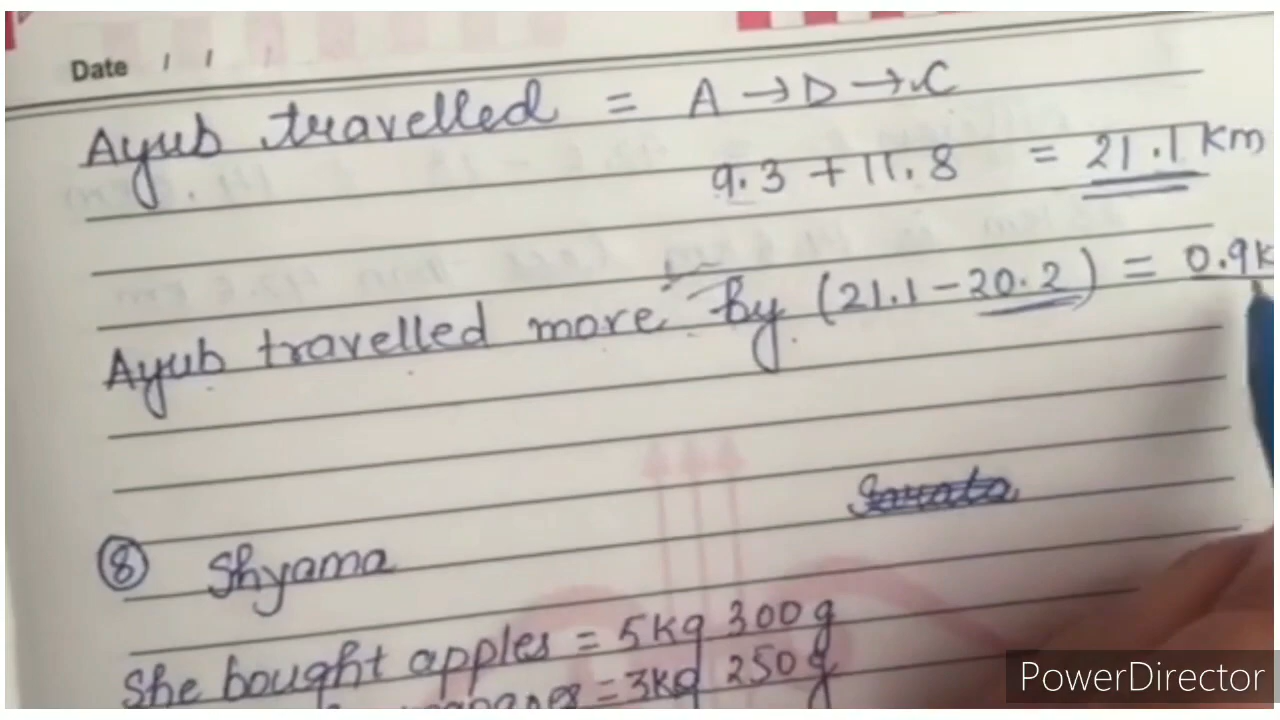 Date / /
Ayub travelled = A → D → C
9.3 + 11.8 = 21.1 Km
Ayub travelled more by (21.1 - 20.2) = 0.9K
⑧ Shyama
She bought apples = 5Kg 300g
= 3Kg 250g
PowerDirector